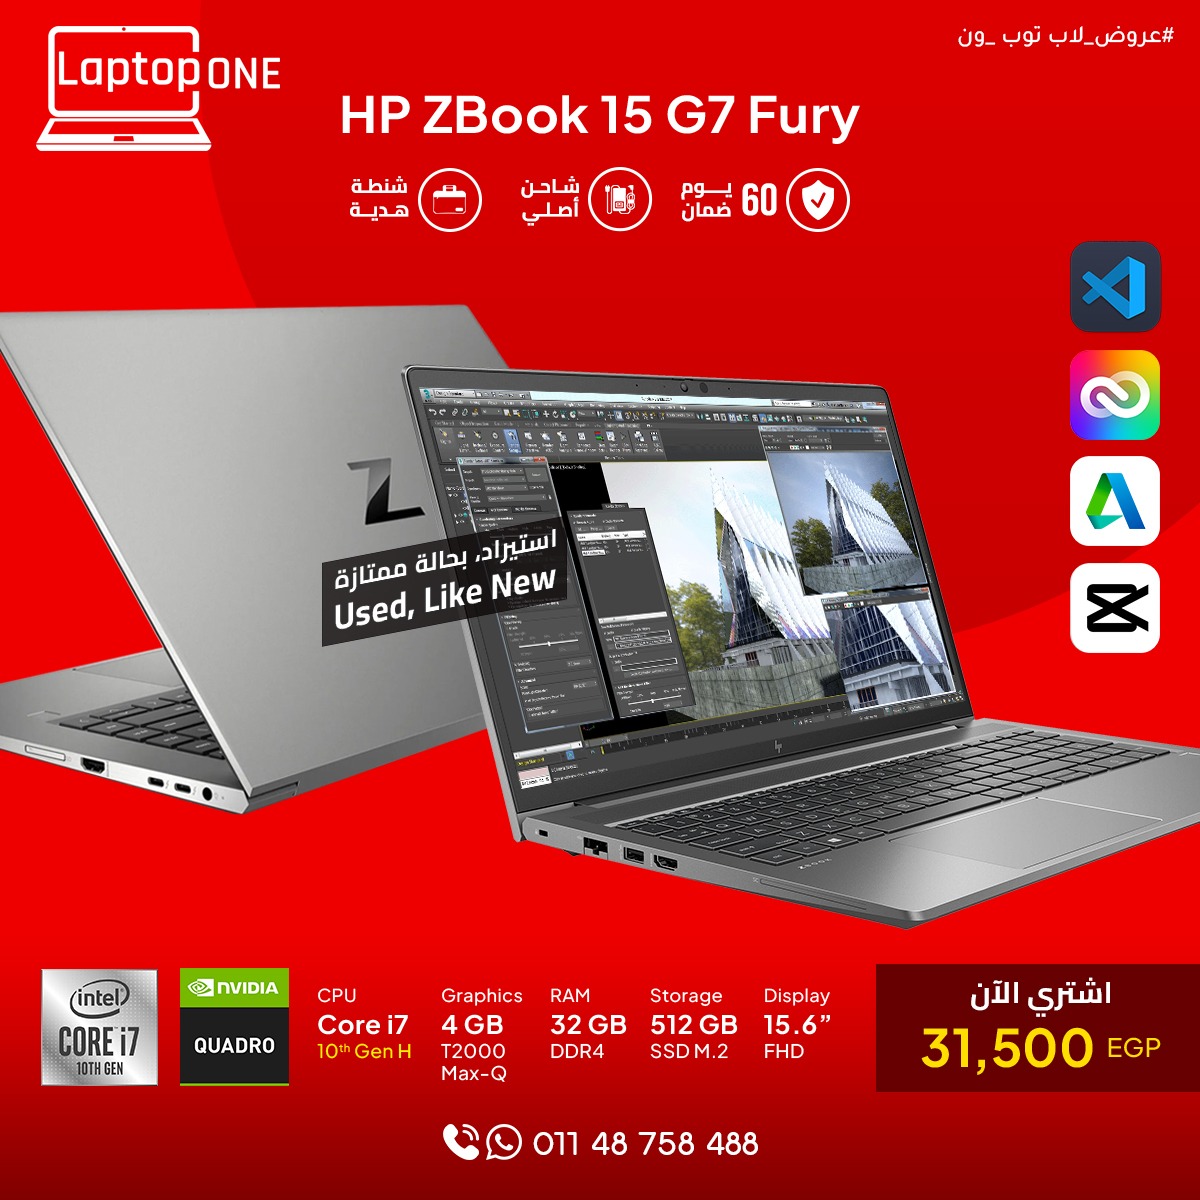 Laptop ONE
#عروض_لاب توب _ون
HP ZBook 15 G7 Fury
60 يــوم
ضمان
شاحن
أصلي
شنطة
هدية
استيراد، بحالة ممتازة
Used, Like New
intel
CORE i7
10TH GEN
NVIDIA
QUADRO
CPU
Core i7
10th Gen H
Graphics
4 GB
T2000
Max-Q
RAM
32 GB
DDR4
Storage
512 GB
SSD M.2
Display
15.6”
FHD
اشتري الآن
31,500 EGP
011 48 758 488